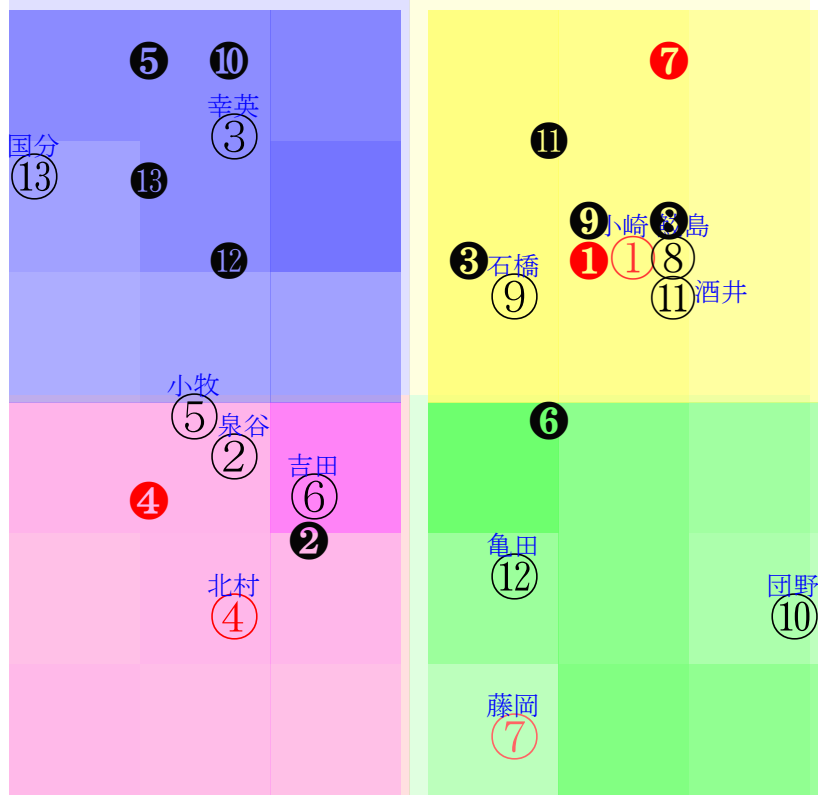 ❺ ❿ ❼
幸英
③
⓫
国分
⑬ ⓭
❾ ❽
小崎 島
⓬ ❸ ❶ ① ⑧
石橋
⑨ ⑪ 酒井
小牧
⑤ ❻
泉谷
②
吉田
⑥ ❹
❷ 亀田
⑫
北村 団野
④ ⑩
藤岡
⑦